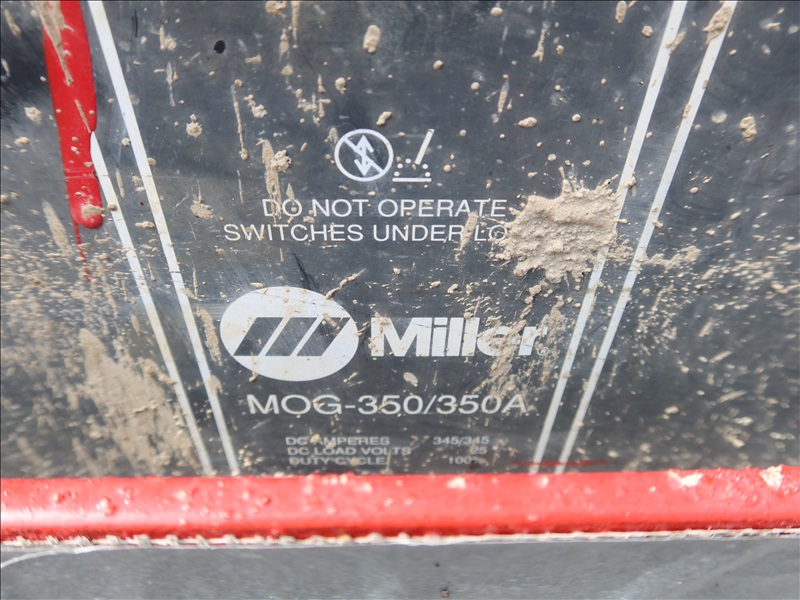 DO NOT OPERATE
SWITCHES UNDER LO
Miller
MOG-350/350A
DC AMPERES 345/345
DC LOAD VOLTS 25
DUTY CYCLE 100%